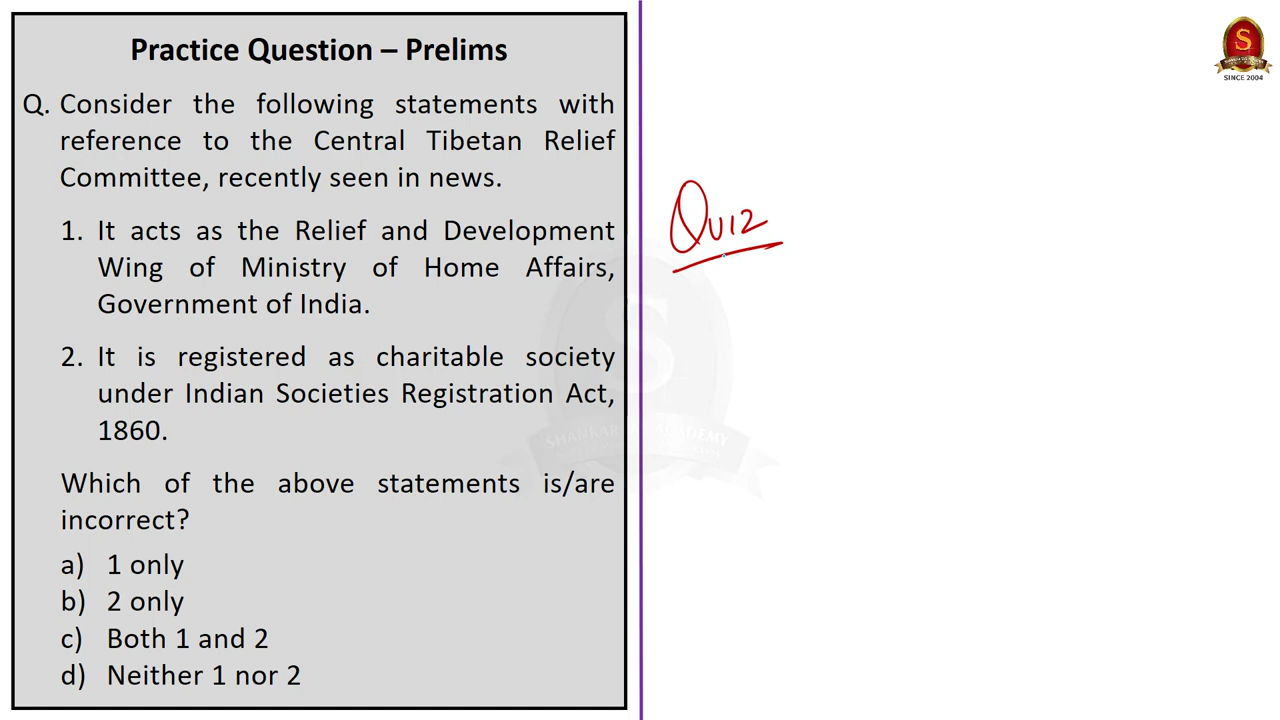 Practice Question – Prelims
Q. Consider the following statements with
reference to the Central Tibetan Relief
Committee, recently seen in news.
1. It acts as the Relief and Development
Wing of Ministry of Home Affairs,
Government of India.
2. It is registered as charitable society
under Indian Societies Registration Act,
1860.
Which of the above statements is/are
incorrect?
a) 1 only
b) 2 only
c) Both 1 and 2
d) Neither 1 nor 2
Quiz
S
SINCE 2004
S